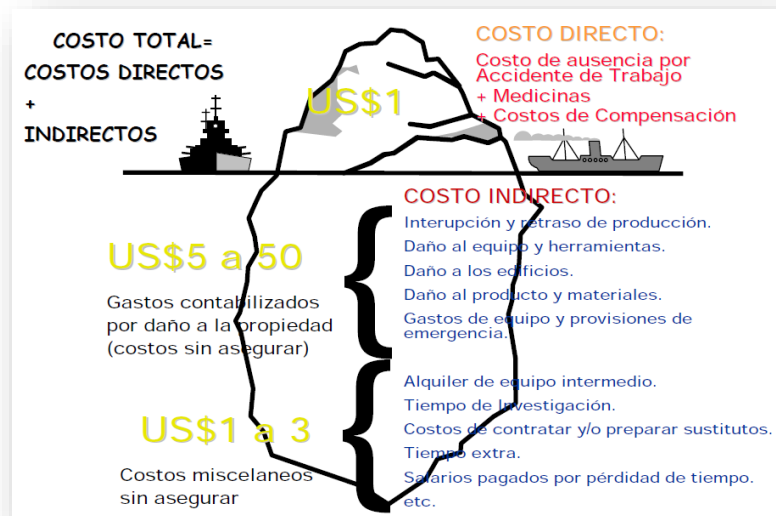 COSTO TOTAL=
COSTOS DIRECTOS
+
INDIRECTOS
US$1
COSTO DIRECTO:
Costo de ausencia por
Accidente de Trabajo
+ Medicinas
+ Costos de Compensación
COSTO INDIRECTO:
Interupción y retraso de producción.
Daño al equipo y herramientas.
Daño a los edificios.
Daño al producto y materiales.
Gastos de equipo y provisiones de
emergencia.
US$5 a 50
Gastos contabilizados
por daño a la propiedad
(costos sin asegurar)
Alquiler de equipo intermedio.
Tiempo de Investigación.
Costos de contratar y/o preparar sustitutos.
Tiempo extra.
Salarios pagados por pérdida de tiempo.
etc.
US$1 a 3
Costos miscelaneos
sin asegurar